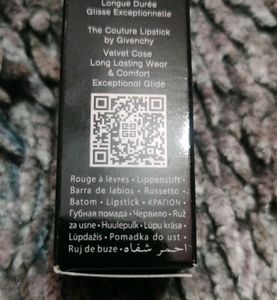 Longue Durée
Glisse Exceptionnelle
The Couture Lipstick
by Givenchy
Velvet Case
Long Lasting Wear
& Comfort
Exceptional Glide
Rouge à lèvres • Lippenstift •
Barra de labios • Rossetto •
Batom • Lipstick • ΚΡΑΓΙΟΝ •
Губная помада • Червило • Ruž
za usne • Huulepulk • Lūpu krāsa •
Lūpdažis • Pomadka do ust •
Ruj de buze • احمر شفاه